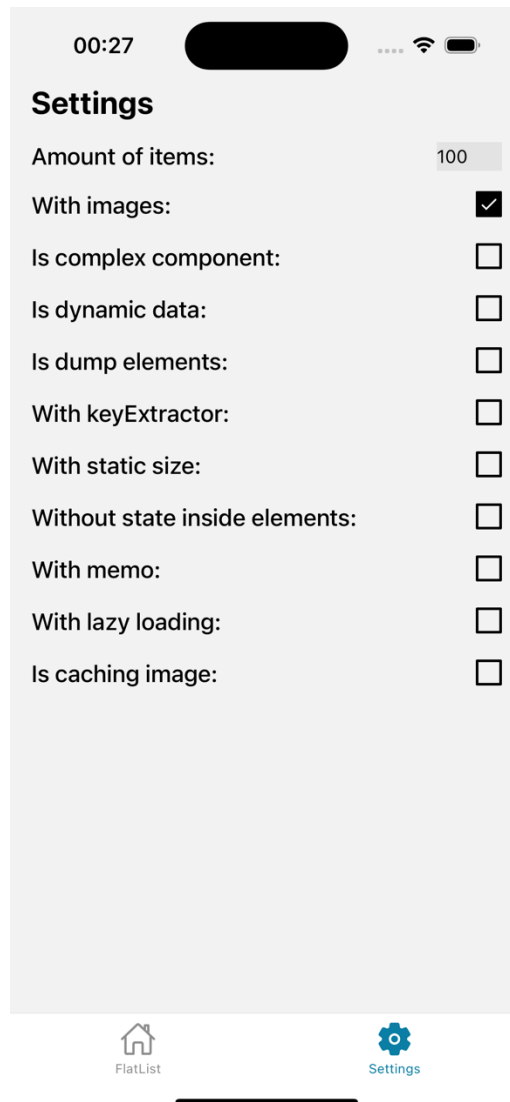 00:27
Settings
Amount of items: 100
With images:
Is complex component:
Is dynamic data:
Is dump elements:
With keyExtractor:
With static size:
Without state inside elements:
With memo:
With lazy loading:
Is caching image:
FlatList Settings